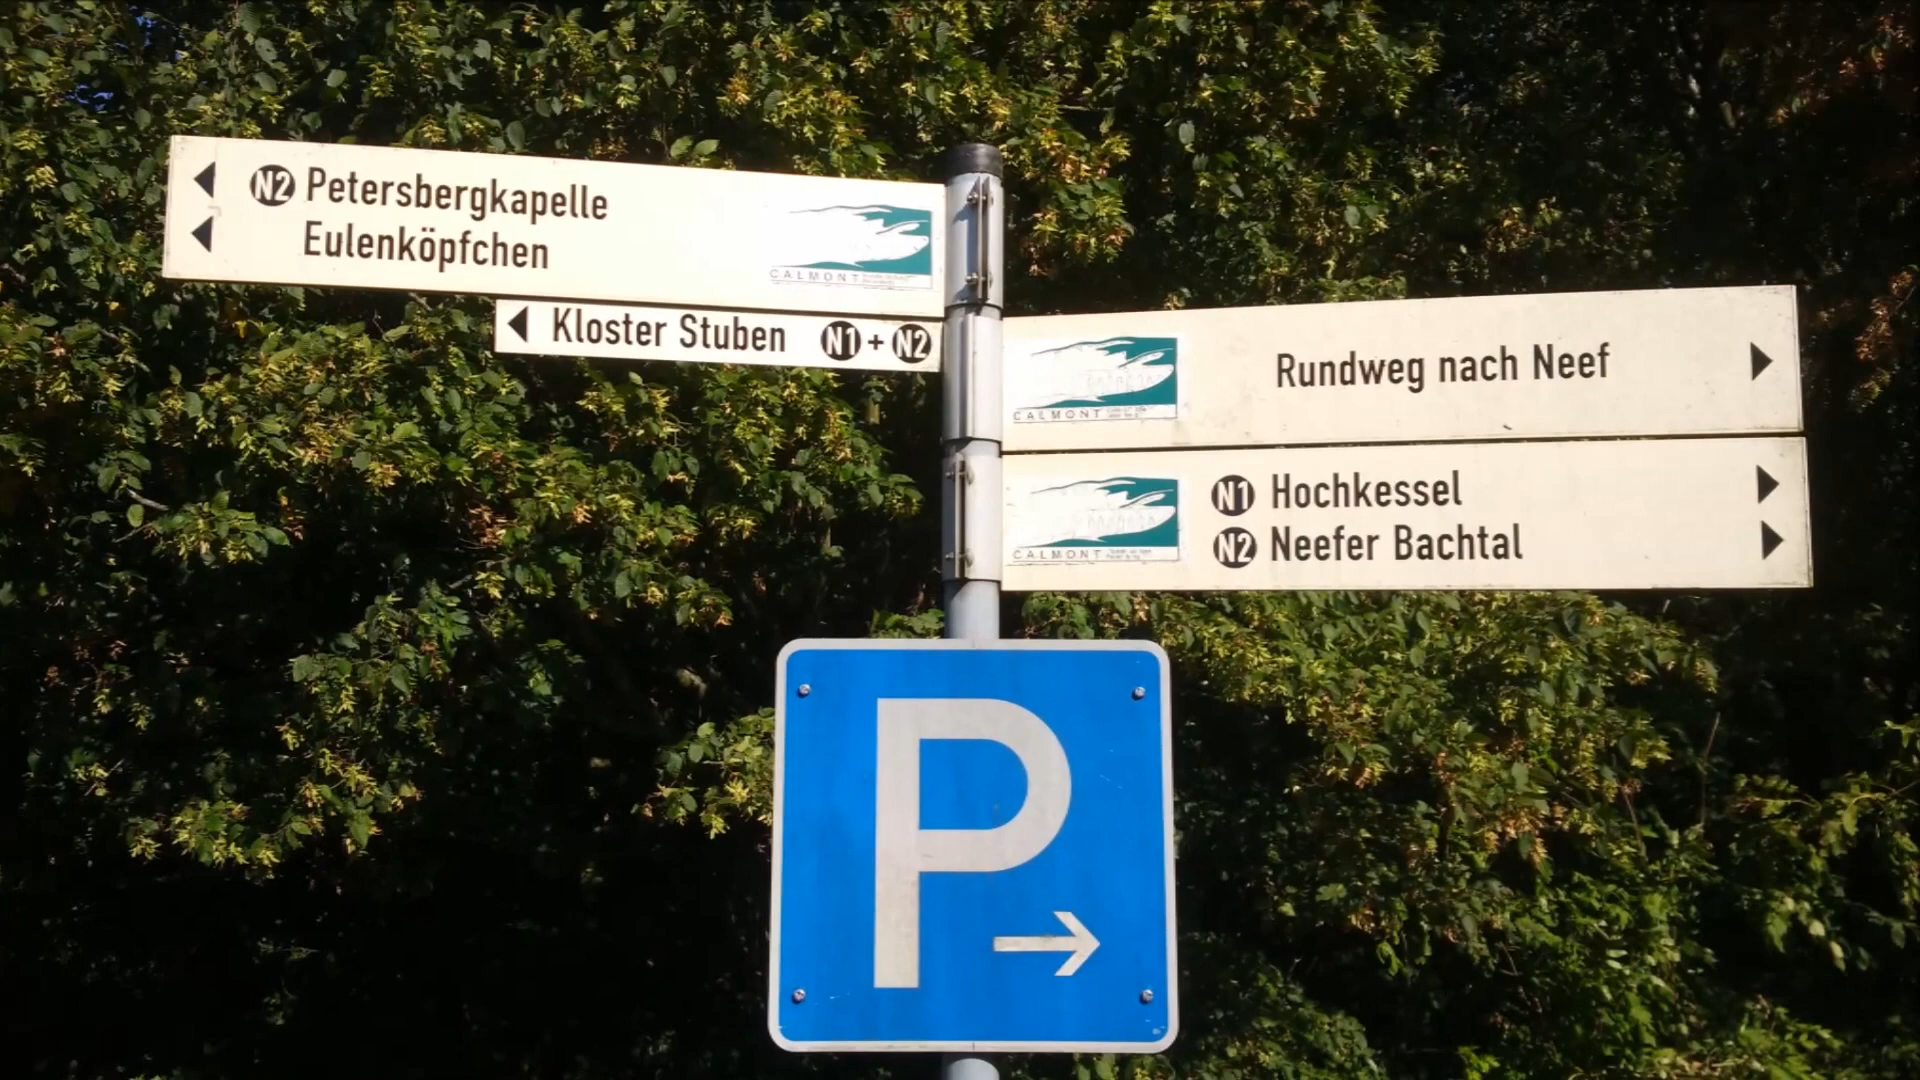 N2 Petersbergkapelle
Eulenköpfchen
CALMONT
Kloster Stuben N1 + N2
Rundweg nach Neef
CALMONT
N1 Hochkessel
N2 Neefer Bachtal
CALMONT
P